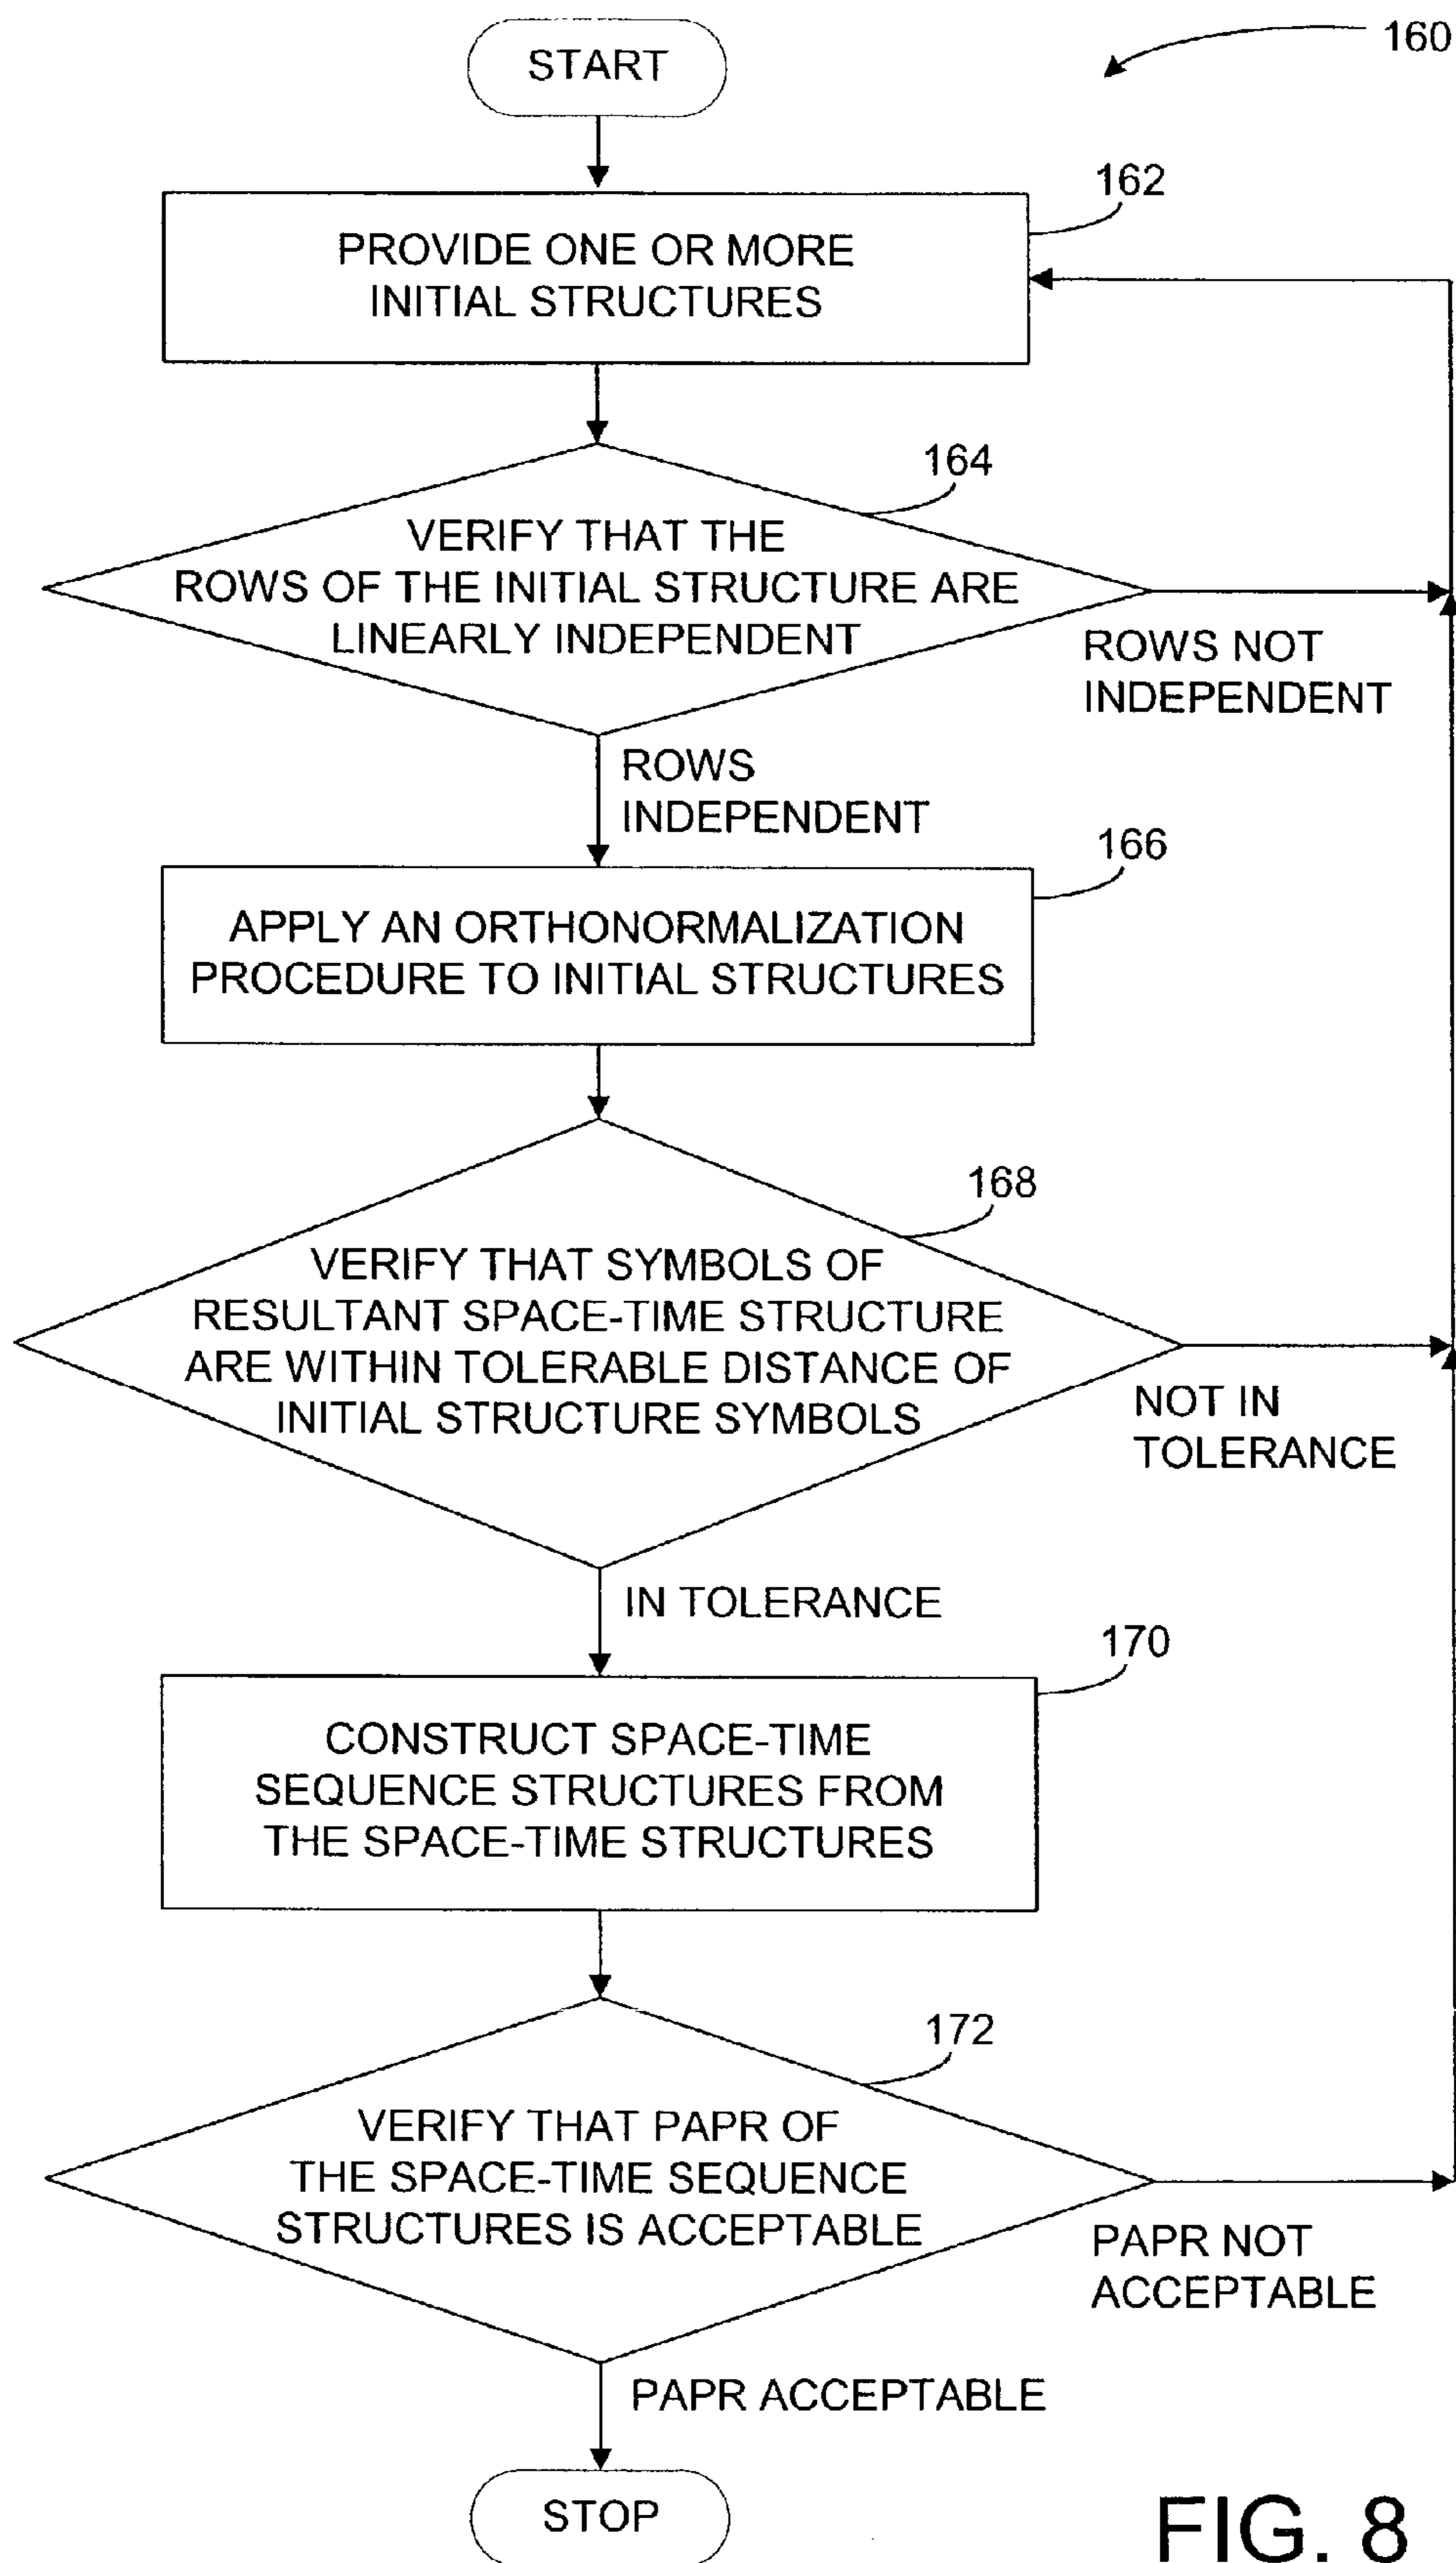 START
160
162
PROVIDE ONE OR MORE
INITIAL STRUCTURES
164
VERIFY THAT THE
ROWS OF THE INITIAL STRUCTURE ARE
LINEARLY INDEPENDENT
ROWS NOT
INDEPENDENT
ROWS
INDEPENDENT
166
APPLY AN ORTHONORMALIZATION
PROCEDURE TO INITIAL STRUCTURES
168
VERIFY THAT SYMBOLS OF
RESULTANT SPACE-TIME STRUCTURE
ARE WITHIN TOLERABLE DISTANCE OF
INITIAL STRUCTURE SYMBOLS
NOT IN
TOLERANCE
IN TOLERANCE
170
CONSTRUCT SPACE-TIME
SEQUENCE STRUCTURES FROM
THE SPACE-TIME STRUCTURES
172
VERIFY THAT PAPR OF
THE SPACE-TIME SEQUENCE
STRUCTURES IS ACCEPTABLE
PAPR NOT
ACCEPTABLE
PAPR ACCEPTABLE
STOP
FIG. 8